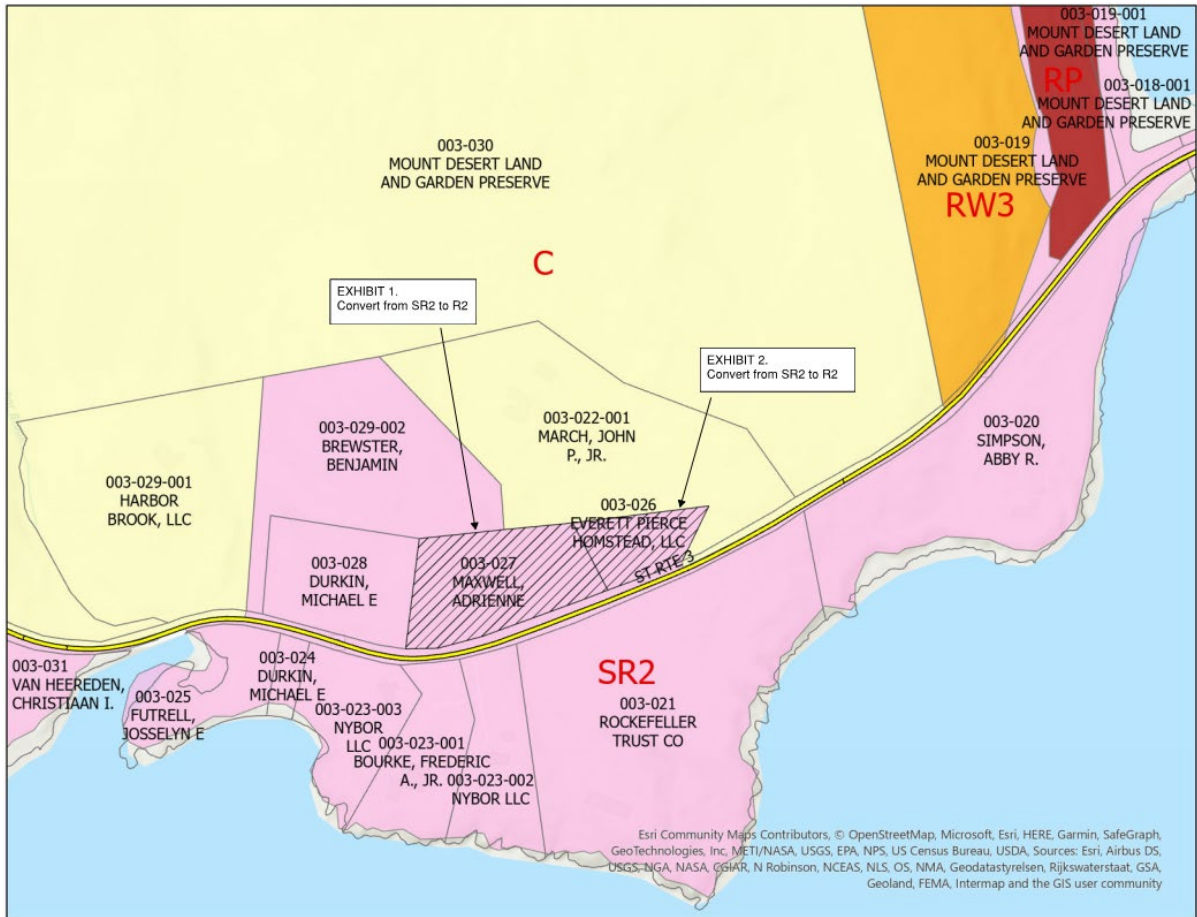 003-019-001
MOUNT DESERT LAND
AND GARDEN PRESERVE
RP
003-018-001
MOUNT DESERT LAND
AND GARDEN PRESERVE
003-030
MOUNT DESERT LAND
AND GARDEN PRESERVE
003-019
MOUNT DESERT LAND
AND GARDEN PRESERVE
RW3
C
EXHIBIT 1.
Convert from SR2 to R2
EXHIBIT 2.
Convert from SR2 to R2
003-022-001
MARCH, JOHN
P., JR.
003-020
SIMPSON,
ABBY R.
003-029-002
BREWSTER,
BENJAMIN
003-029-001
HARBOR
BROOK, LLC
003-026
EVERETT PIERCE
HOMSTEAD, LLC
003-028
DURKIN,
MICHAEL E
003-027
MAXWELL,
ADRIENNE
ST RTE 3
003-031
VAN HEEREDEN,
CHRISTIAAN I.
003-025
FUTRELL,
JOSSELYN E
003-024
DURKIN,
MICHAEL E
003-023-003
NYBOR
LLC
003-023-001
BOURKE, FREDERIC
A., JR.
003-023-002
NYBOR LLC
SR2
003-021
ROCKEFELLER
TRUST CO
Esri Community Maps Contributors, © OpenStreetMap, Microsoft, Esri, HERE, Garmin, SafeGraph,
GeoTechnologies, Inc, METI/NASA, USGS, EPA, NPS, US Census Bureau, USDA, Sources: Esri, Airbus DS,
USGS, NGA, NASA, CGIAR, N Robinson, NCEAS, NLS, OS, NMA, Geodatastyrelsen, Rijkswaterstaat, GSA,
Geoland, FEMA, Intermap and the GIS user community